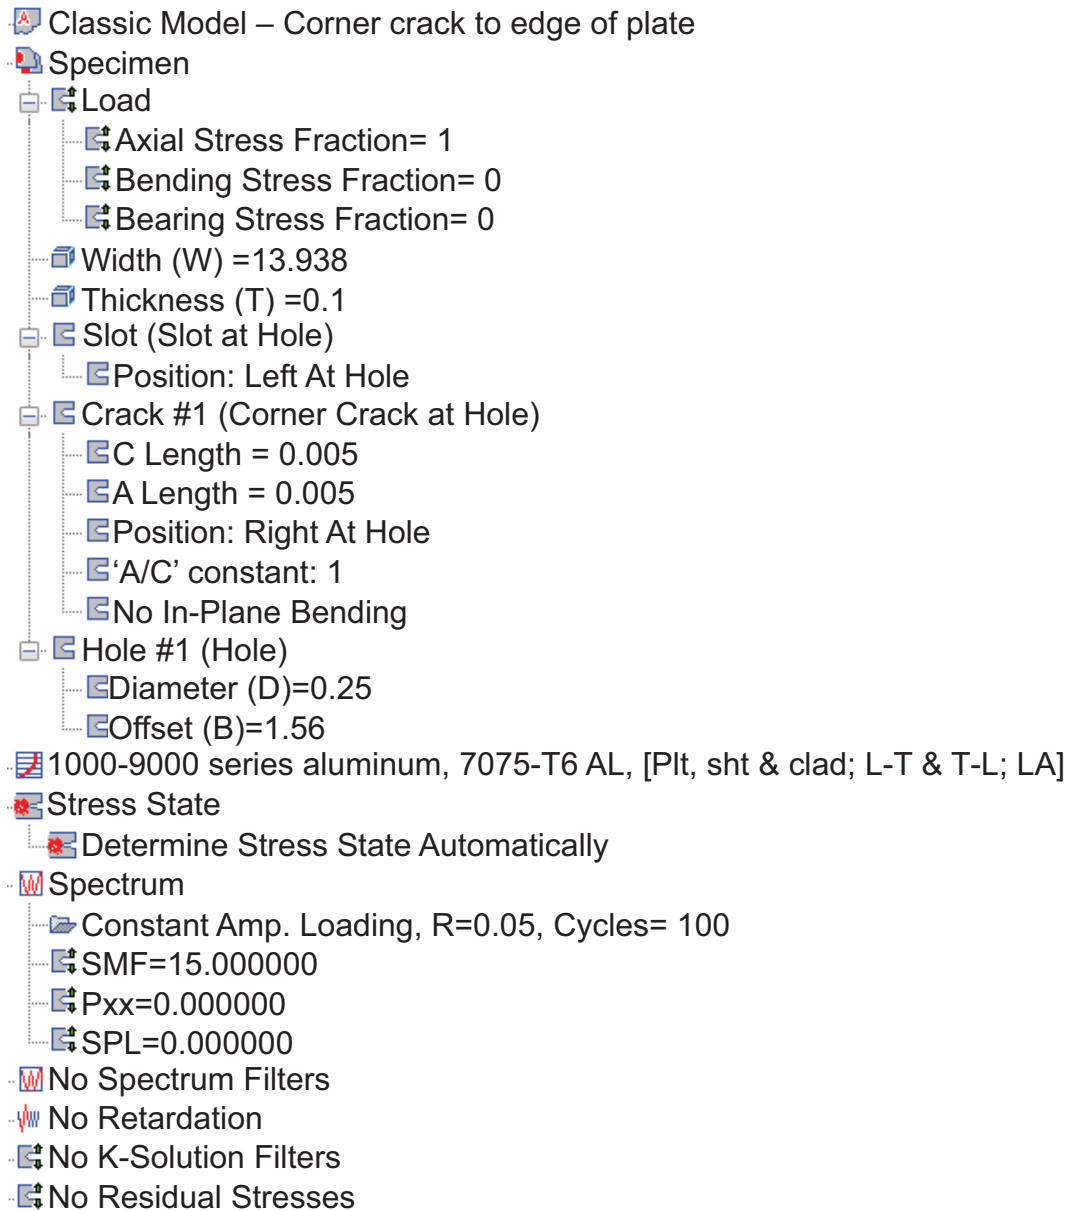 Classic Model – Corner crack to edge of plate
Specimen
Load
Axial Stress Fraction= 1
Bending Stress Fraction= 0
Bearing Stress Fraction= 0
Width (W) =13.938
Thickness (T) =0.1
Slot (Slot at Hole)
Position: Left At Hole
Crack #1 (Corner Crack at Hole)
C Length = 0.005
A Length = 0.005
Position: Right At Hole
‘A/C’ constant: 1
No In-Plane Bending
Hole #1 (Hole)
Diameter (D)=0.25
Offset (B)=1.56
1000-9000 series aluminum, 7075-T6 AL, [Plt, sht & clad; L-T & T-L; LA]
Stress State
Determine Stress State Automatically
Spectrum
Constant Amp. Loading, R=0.05, Cycles= 100
SMF=15.000000
Pxx=0.000000
SPL=0.000000
No Spectrum Filters
No Retardation
No K-Solution Filters
No Residual Stresses